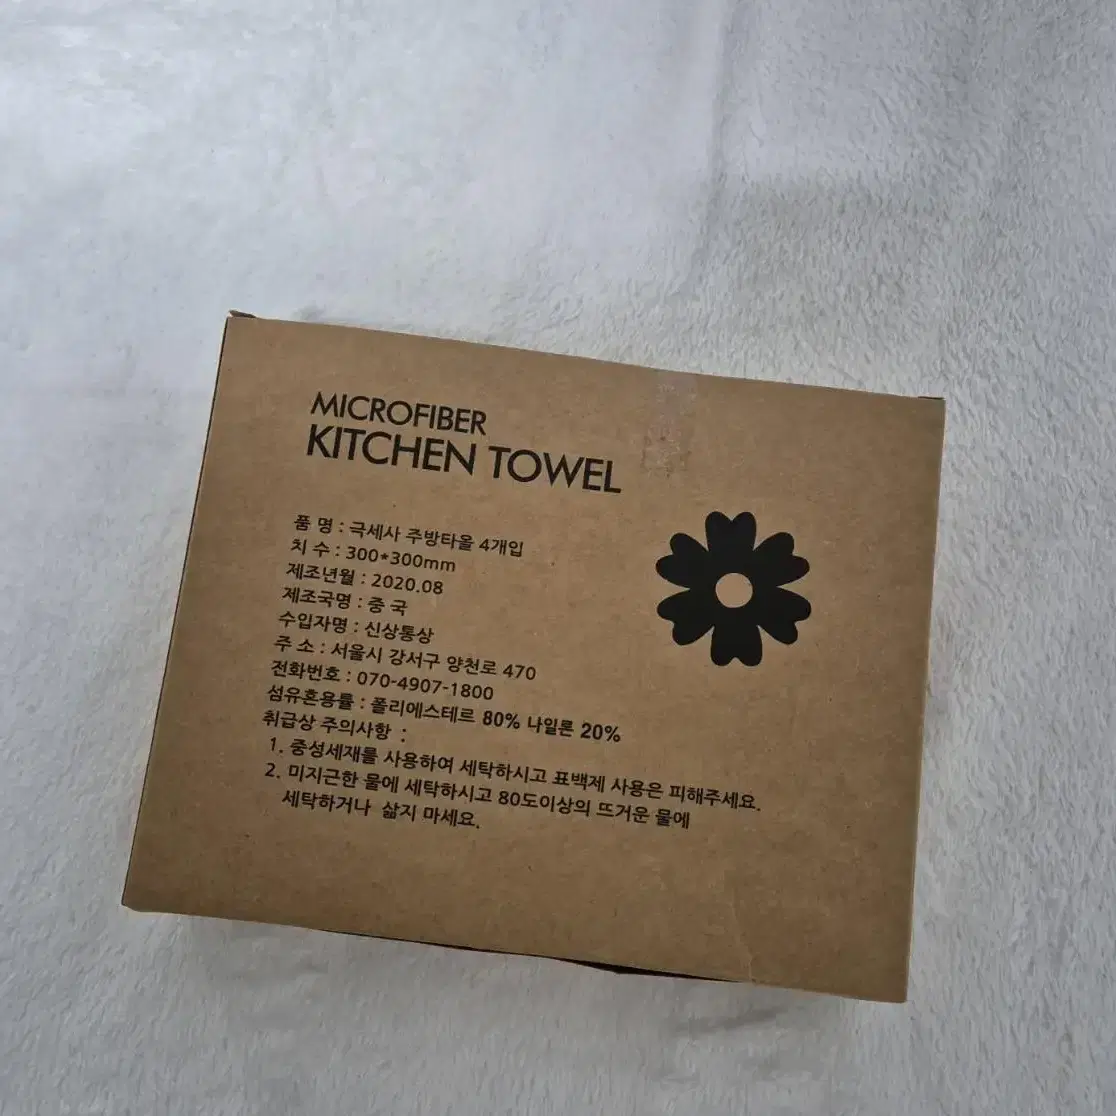 MICROFIBER
KITCHEN TOWEL
품 명 : 극세사 주방타올 4개입
치 수 : 300*300mm
제조년월 : 2020.08
제조국명 : 중 국
수입자명 : 신상통상
주 소 : 서울시 강서구 양천로 470
전화번호 : 070-4907-1800
섬유혼용률 : 폴리에스테르 80% 나일론 20%
취급상 주의사항 :
1. 중성세재를 사용하여 세탁하시고 표백제 사용은 피해주세요.
2. 미지근한 물에 세탁하시고 80도이상의 뜨거운 물에
세탁하거나 삶지 마세요.